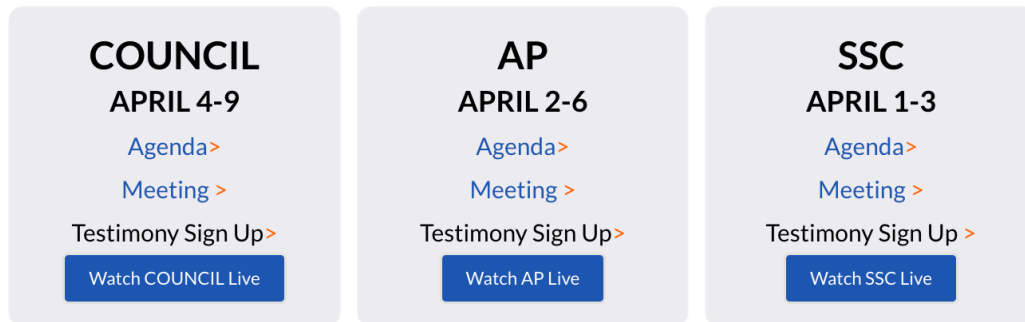 COUNCIL
APRIL 4-9
Agenda>
Meeting >
Testimony Sign Up>
Watch COUNCIL Live
AP
APRIL 2-6
Agenda>
Meeting >
Testimony Sign Up>
Watch AP Live
SSC
APRIL 1-3
Agenda>
Meeting >
Testimony Sign Up >
Watch SSC Live